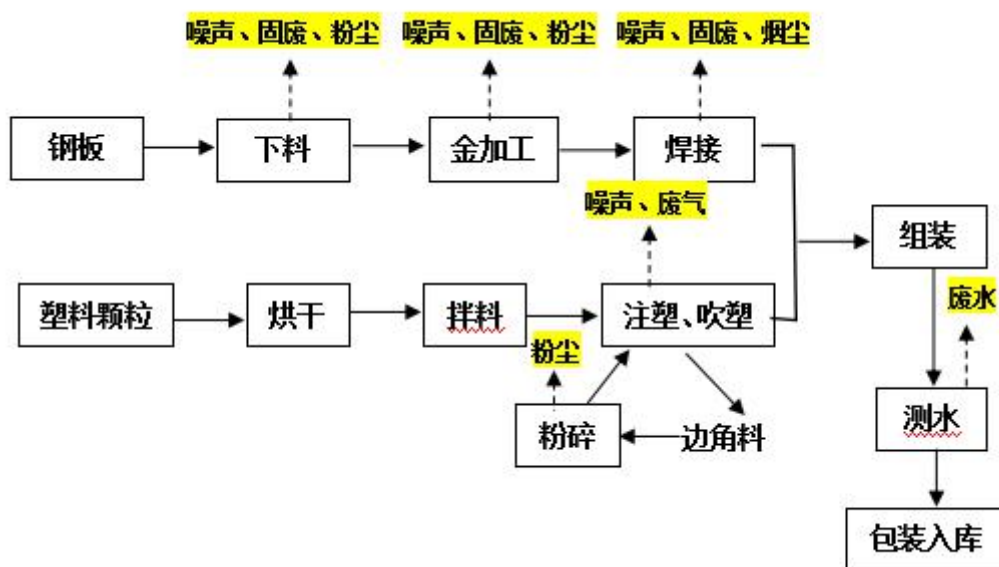 噪声、固废、粉尘
噪声、固废、粉尘
噪声、固废、烟尘
钢板
下料
金加工
焊接
噪声、废气
组装
塑料颗粒
烘干
拌料
注塑、吹塑
废水
粉尘
粉碎
边角料
测水
包装入库